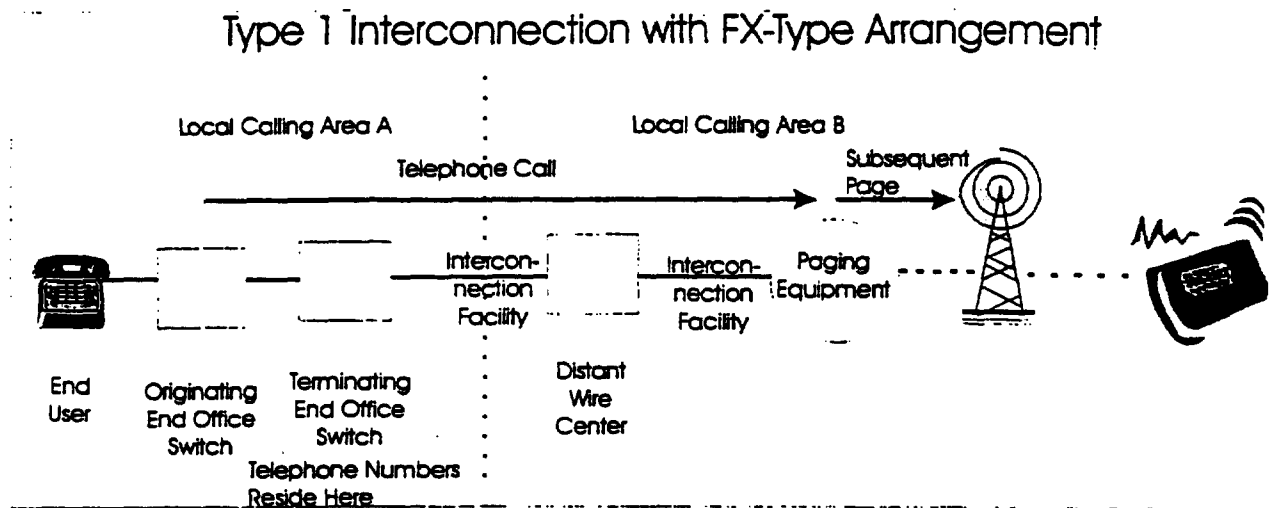 Type 1 Interconnection with FX-Type Arrangement
Local Calling Area A
Local Calling Area B
Telephone Call
Subsequent
Page
Intercon-
nection
Facility
Intercon-
nection
Facility
Paging
Equipment
End
User
Originating
End Office
Switch
Terminating
End Office
Switch
Distant
Wire
Center
Telephone Numbers
Reside Here